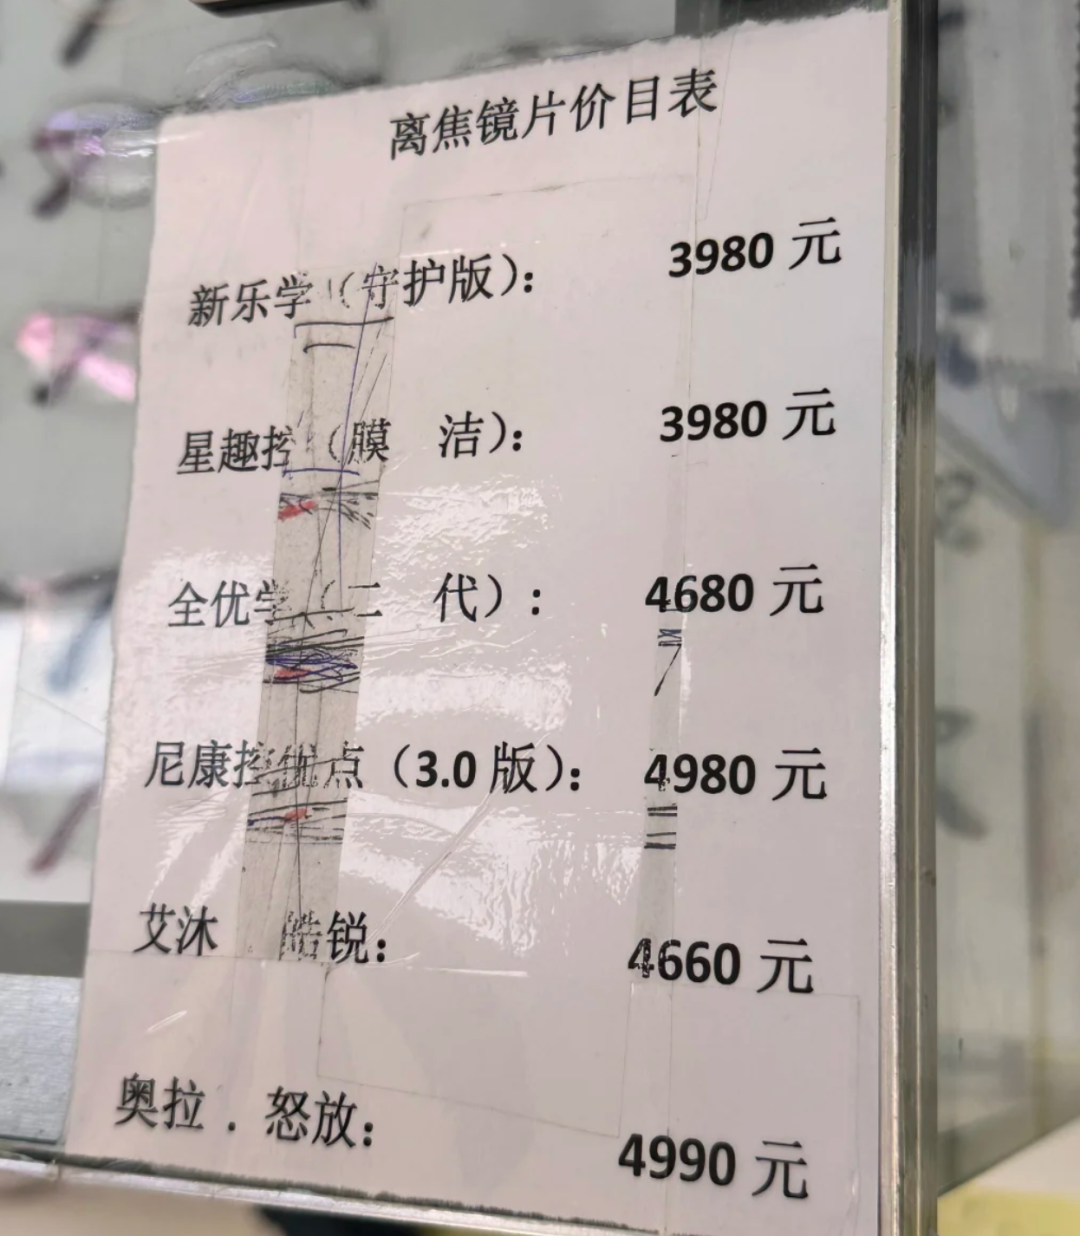 离焦镜片价目表
新乐学（守护版）： 3980 元
星趣控（膜 洁）： 3980 元
全优学（二 代）： 4680 元
尼康控优点（3.0 版）： 4980 元
艾沐 皓锐： 4660 元
奥拉．怒放： 4990 元